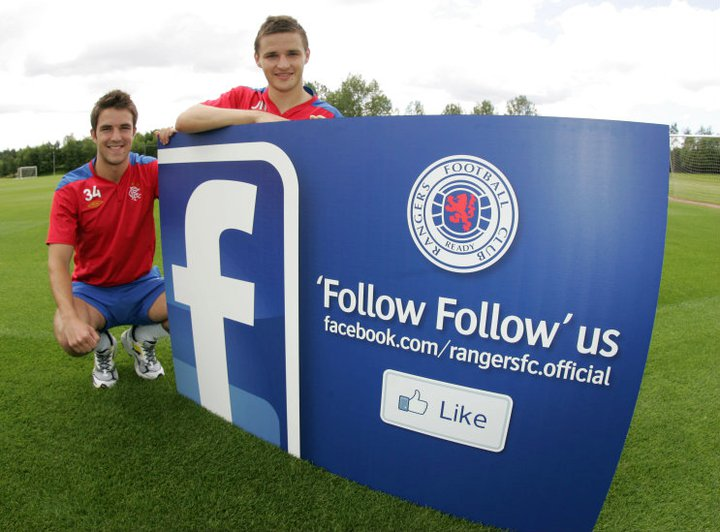 34
f
RANGERS FOOTBALL CLUB
READY
'Follow Follow' us
facebook.com/rangersfc.official
Like